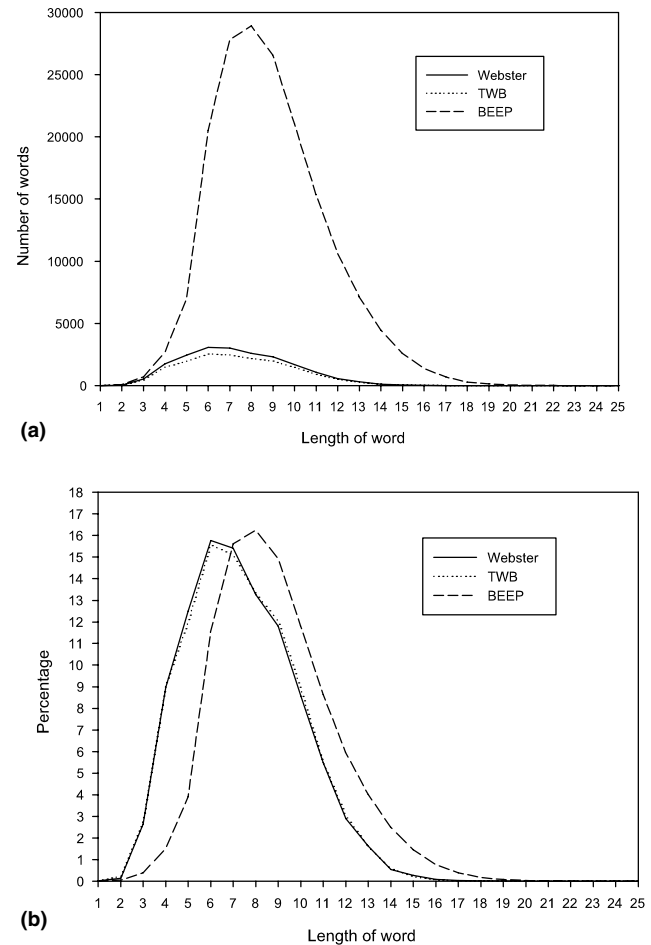 30000
25000
20000
15000
10000
5000
0
Number of words
Webster
TWB
BEEP
1 2 3 4 5 6 7 8 9 10 11 12 13 14 15 16 17 18 19 20 21 22 23 24 25
(a)
Length of word
18
17
16
15
14
13
12
11
10
9
8
7
6
5
4
3
2
1
0
Percentage
Webster
TWB
BEEP
1 2 3 4 5 6 7 8 9 10 11 12 13 14 15 16 17 18 19 20 21 22 23 24 25
(b)
Length of word